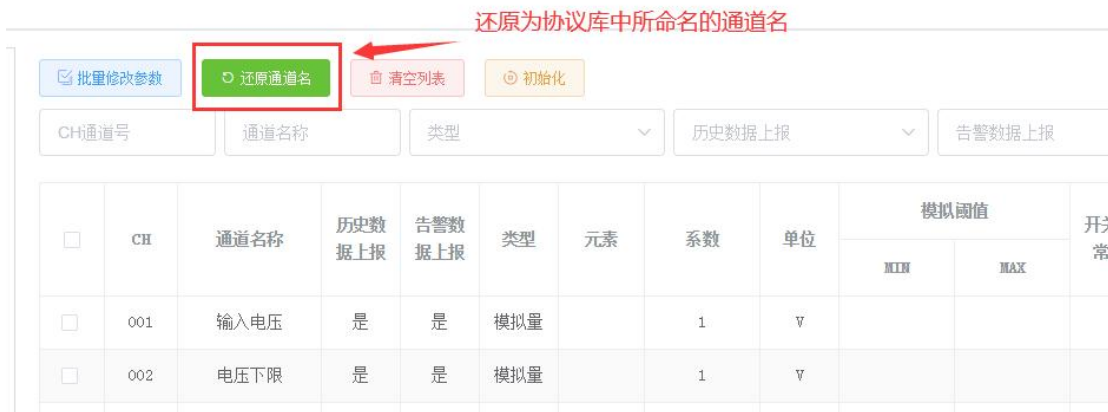 还原为协议库中所命名的通道名
批量修改参数 还原通道名 清空列表 初始化
CH通道号 通道名称 类型 历史数据上报 告警数据上报
CH 通道名称 历史数据上报 告警数据上报 类型 元素 系数 单位 模拟阈值
MIN MAX
001 输入电压 是 是 模拟量 1 V
002 电压下限 是 是 模拟量 1 V